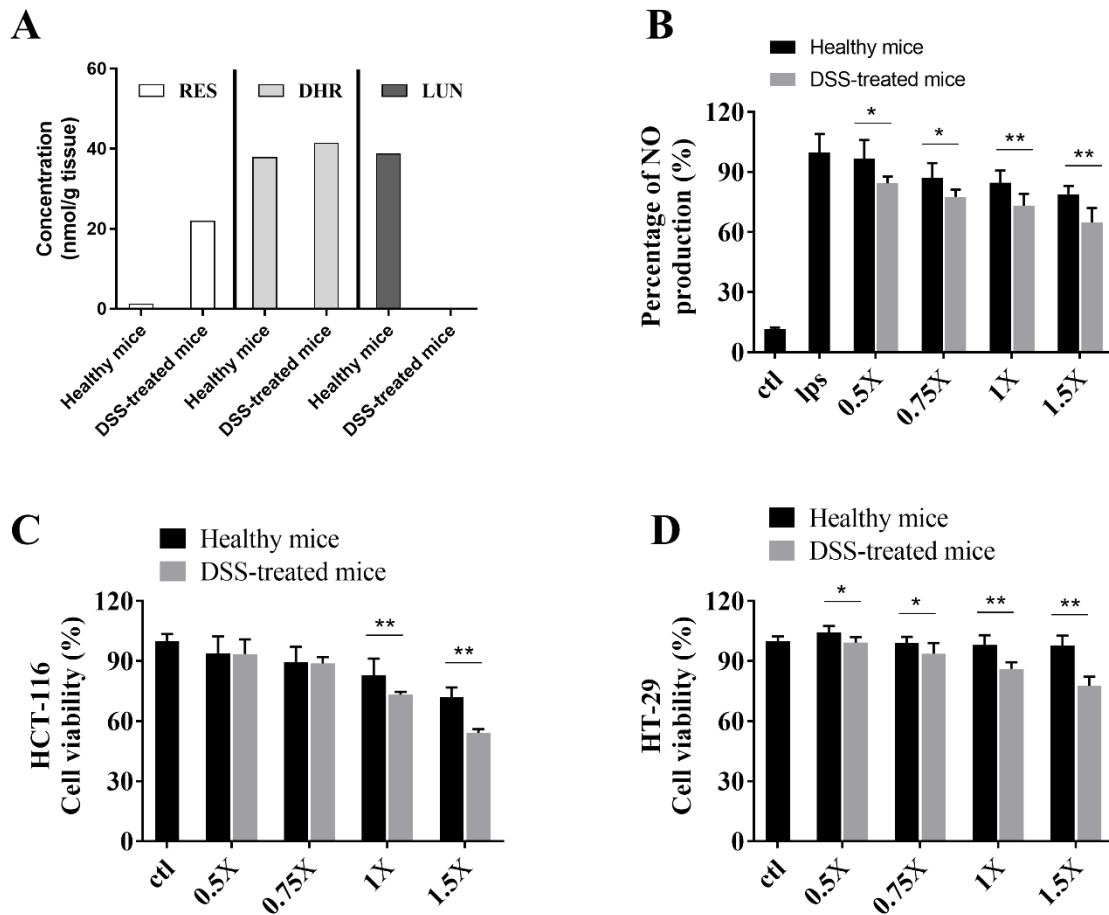 A
Concentration
(nmol/g tissue)
60
40
20
0
RES
DHR
LUN
Healthy mice
DSS-treated mice
Healthy mice
DSS-treated mice
Healthy mice
DSS-treated mice
B
Healthy mice
DSS-treated mice
Percentage of NO
production (%)
120
90
60
30
0
*
*
**
**
ctl
lps
0.5X
0.75X
1X
1.5X
C
Healthy mice
DSS-treated mice
HCT-116
Cell viability (%)
120
90
60
30
0
**
**
ctl
0.5X
0.75X
1X
1.5X
D
Healthy mice
DSS-treated mice
HT-29
Cell viability (%)
120
90
60
30
0
*
*
**
**
ctl
0.5X
0.75X
1X
1.5X